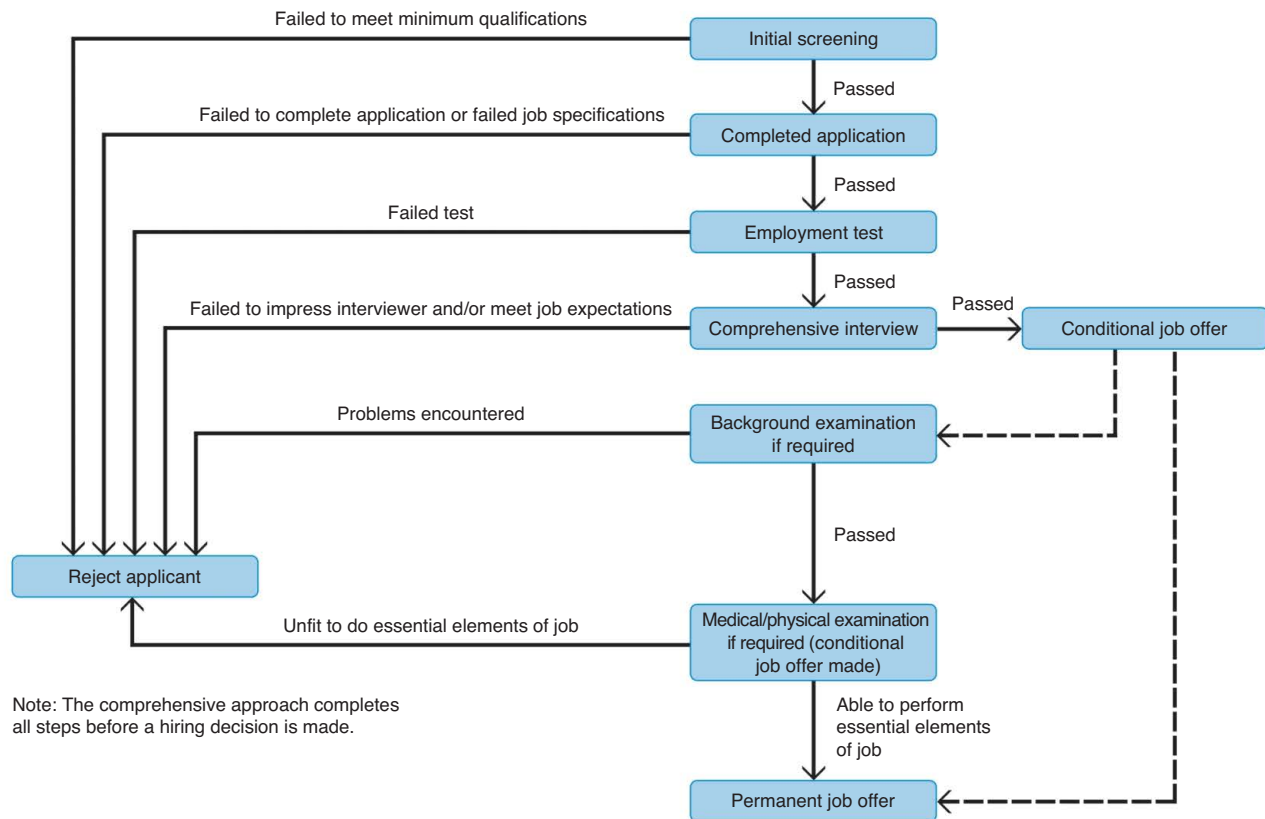 Failed to meet minimum qualifications
Initial screening
Passed
Failed to complete application or failed job specifications
Completed application
Passed
Failed test
Employment test
Passed
Failed to impress interviewer and/or meet job expectations
Comprehensive interview
Passed
Conditional job offer
Problems encountered
Background examination
if required
Passed
Reject applicant
Unfit to do essential elements of job
Medical/physical examination
if required (conditional
job offer made)
Note: The comprehensive approach completes
all steps before a hiring decision is made.
Able to perform
essential elements
of job
Permanent job offer